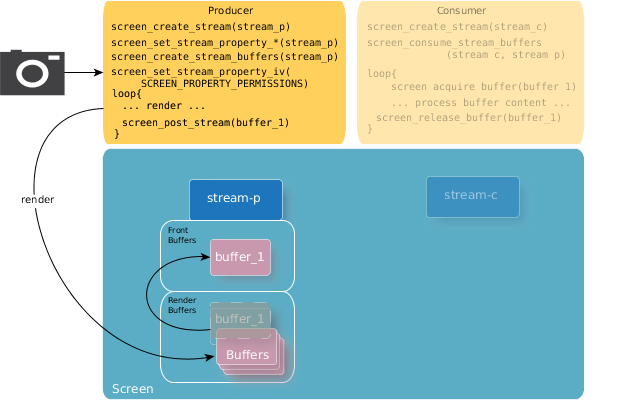 Producer
screen_create_stream(stream_p)
screen_set_stream_property_*(stream_p)
screen_create_stream_buffers(stream_p)
screen_set_stream_property_iv(
SCREEN_PROPERTY_PERMISSIONS)
loop{
... render ...
screen_post_stream(buffer_1)
}
Consumer
screen_create_stream(stream_c)
screen_consume_stream_buffers
(stream c, stream p)
loop{
screen acquire buffer(buffer 1)
... process buffer content ...
screen_release_buffer(buffer_1)
}
render
stream-p
stream-c
Front
Buffers
buffer_1
Render
Buffers
buffer_1
Buffers
Screen